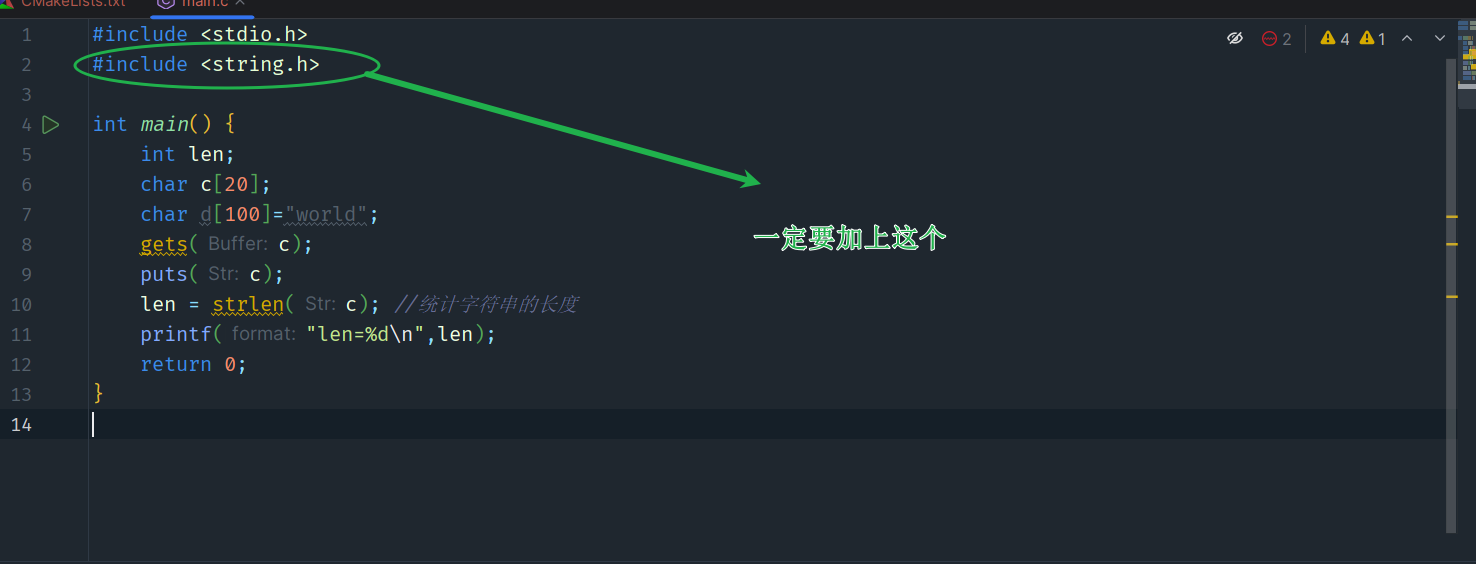 CMakeLists.txt main.c
1 #include <stdio.h> 2 4 1
2 #include <string.h>
3
4 int main() {
5 int len;
6 char c[20];
7 char d[100]="world";
8 gets( Buffer: c);
一定要加上这个
9 puts( Str: c);
10 len = strlen( Str: c); //统计字符串的长度
11 printf( format: "len=%d\n",len);
12 return 0;
13 }
14